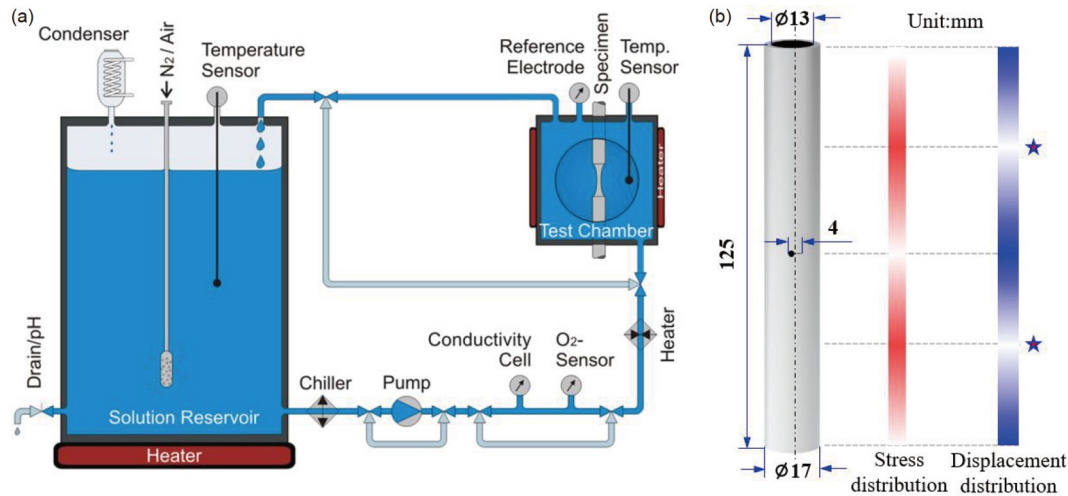 (a)
Condenser
N2 / Air
Temperature
Sensor
Reference
Electrode
Specimen
Temp.
Sensor
Heater
Test Chamber
Drain/pH
Solution Reservoir
Heater
Chiller
Pump
Conductivity
Cell
O2-
Sensor
Heater
(b)
Unit:mm
Ø13
4
125
Ø17
Stress
distribution
Displacement
distribution